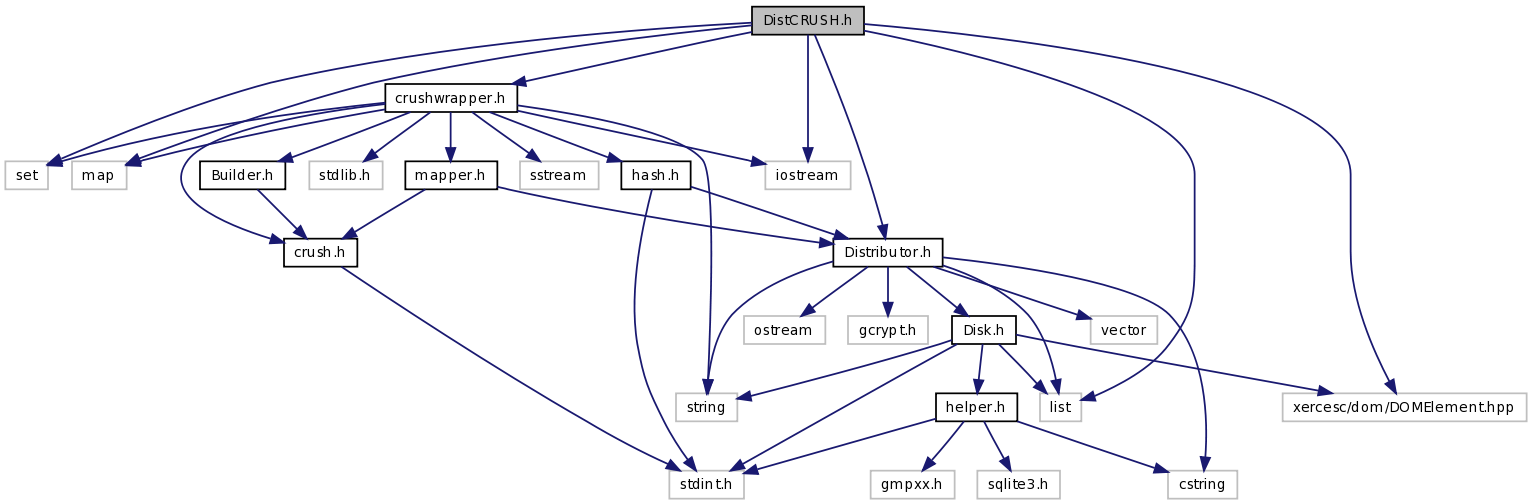 DistCRUSH.h
crushwrapper.h
set
map
Builder.h
stdlib.h
mapper.h
sstream
hash.h
iostream
crush.h
Distributor.h
ostream
gcrypt.h
Disk.h
vector
string
helper.h
list
xercesc/dom/DOMElement.hpp
stdint.h
gmpxx.h
sqlite3.h
cstring